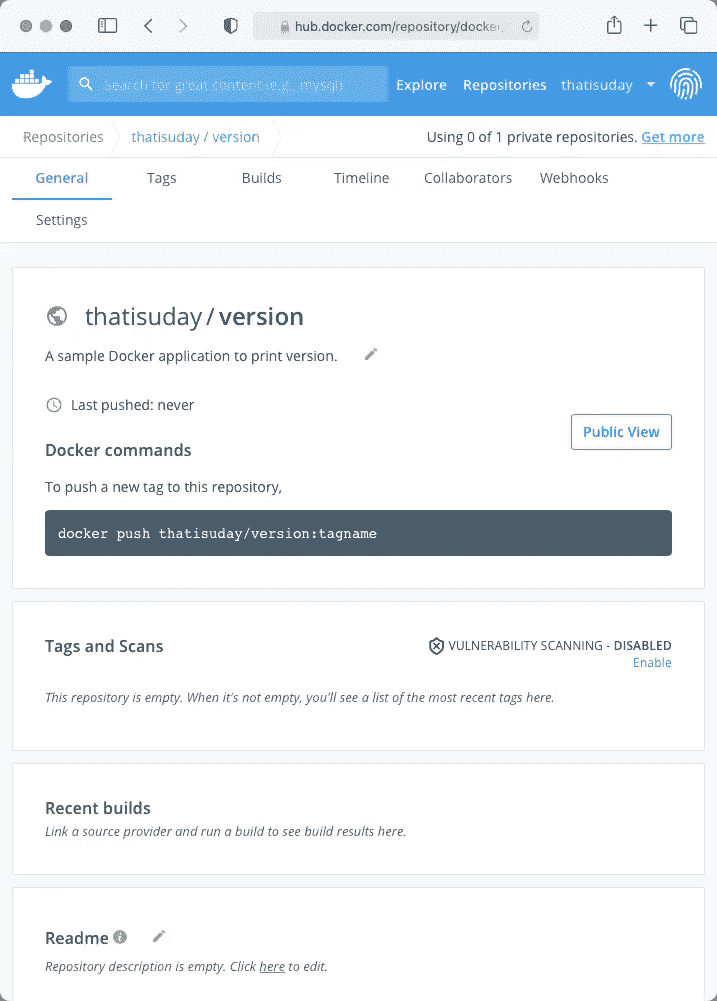 hub.docker.com/repository/docke
Search for great content (e.g., mysql)
Explore Repositories thatisuday
Repositories thatisuday / version Using 0 of 1 private repositories. Get more
General Tags Builds Timeline Collaborators Webhooks
Settings
thatisuday / version
A sample Docker application to print version.
Last pushed: never
Public View
Docker commands
To push a new tag to this repository,
docker push thatisuday/version:tagname
Tags and Scans
VULNERABILITY SCANNING - DISABLED
Enable
This repository is empty. When it's not empty, you'll see a list of the most recent tags here.
Recent builds
Link a source provider and run a build to see build results here.
Readme
Repository description is empty. Click here to edit.